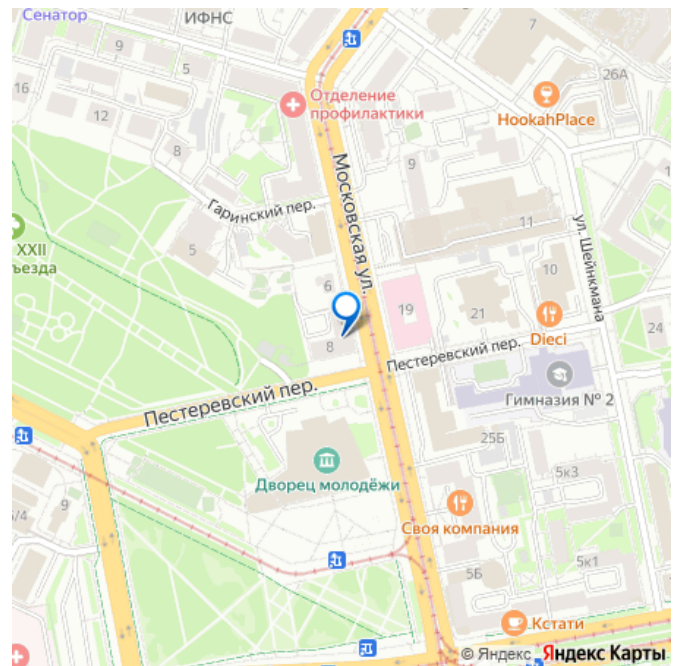 Сенатор
ИФНС
9
5
7
16
12
8
Отделение
профилактики
26А
HookahPlace
Московская ул.
9
Гаринский пер.
11
ул. Шейнкмана
XXII
ъезда
5
6
10
19
21
8
Dieci
24
Пестеревский пер.
Пестеревский пер.
Гимназия № 2
25Б
Дворец молодёжи
5к3
9
/4
Своя компания
5Б
5к1
Кстати
© Яндекс Яндекс Карты